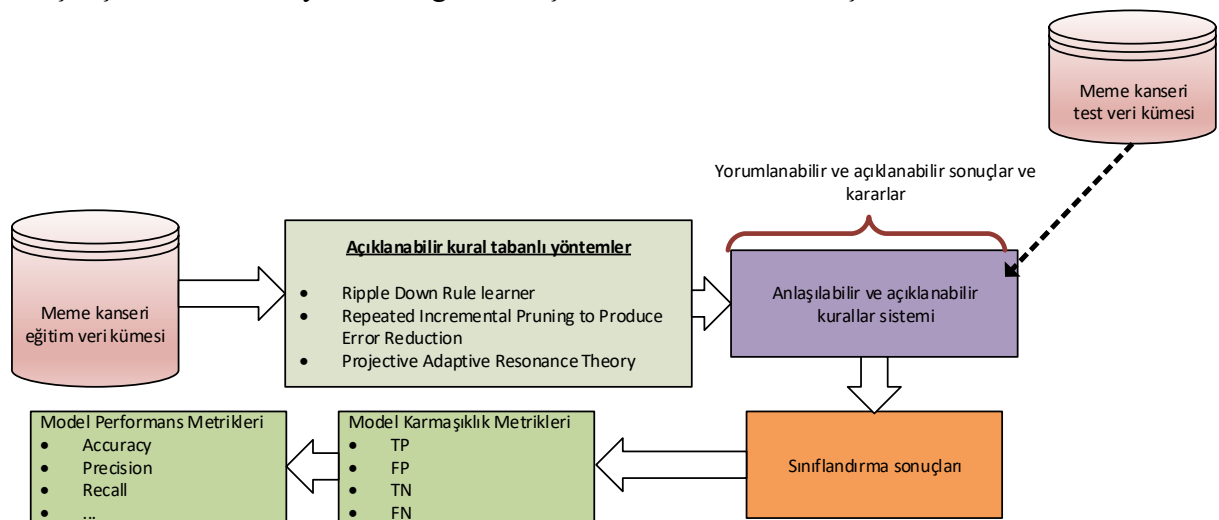 Meme kanseri
test veri kümesi
Yorumlanabilir ve açıklanabilir sonuçlar ve
kararlar
Meme kanseri
eğitim veri kümesi
Açıklanabilir kural tabanlı yöntemler
• Ripple Down Rule learner
• Repeated Incremental Pruning to Produce
Error Reduction
• Projective Adaptive Resonance Theory
Anlaşılabilir ve açıklanabilir
kurallar sistemi
Sınıflandırma sonuçları
Model Karmaşıklık Metrikleri
• TP
• FP
• TN
• FN
Model Performans Metrikleri
• Accuracy
• Precision
• Recall
• ...